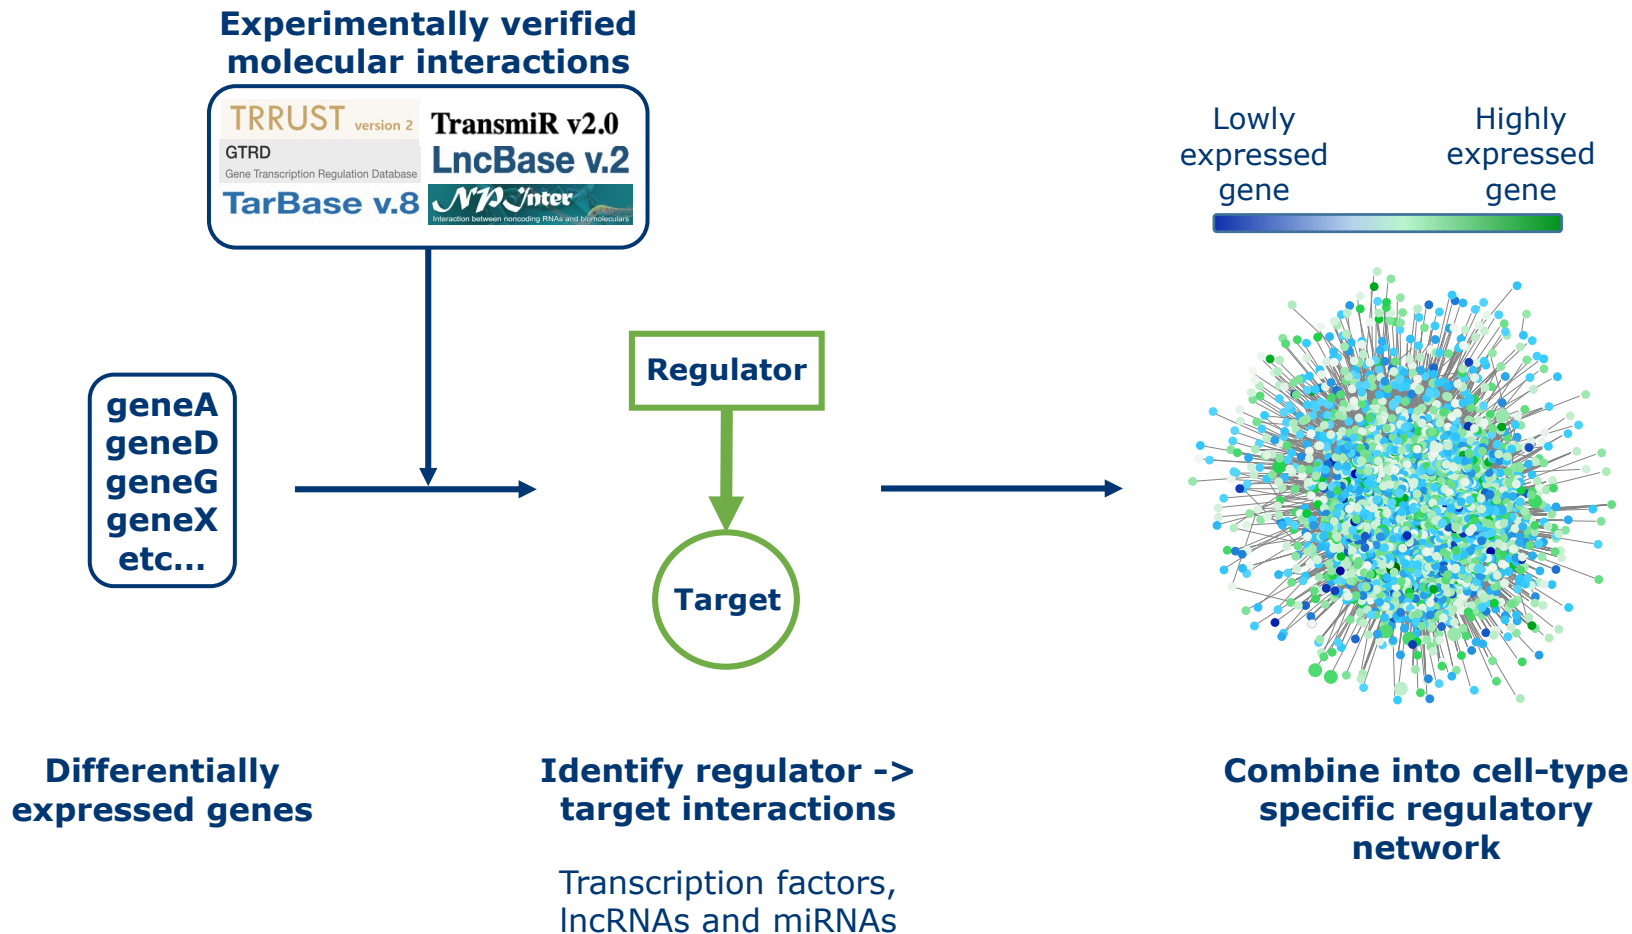 Experimentally verified
molecular interactions
TRRUST version 2
TransmiR v2.0
GTRD
Gene Transcription Regulation Database
LncBase v.2
TarBase v.8
NPInter
Interaction between noncoding RNAs and biomoleculars
Lowly
expressed
gene
Highly
expressed
gene
geneA
geneD
geneG
geneX
etc...
Regulator
Target
Differentially
expressed genes
Identify regulator ->
target interactions
Transcription factors,
lncRNAs and miRNAs
Combine into cell-type
specific regulatory
network